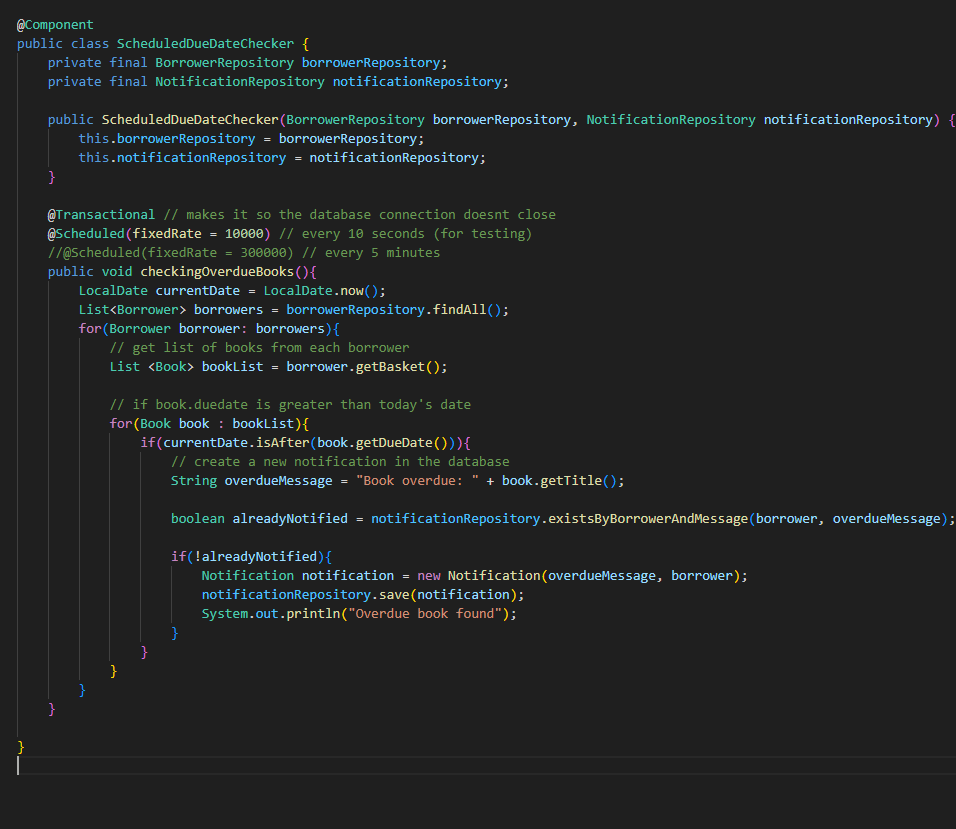 @Component
public class ScheduledDueDateChecker {
    private final BorrowerRepository borrowerRepository;
    private final NotificationRepository notificationRepository;

    public ScheduledDueDateChecker(BorrowerRepository borrowerRepository, NotificationRepository notificationRepository) {
        this.borrowerRepository = borrowerRepository;
        this.notificationRepository = notificationRepository;
    }

    @Transactional // makes it so the database connection doesnt close
    @Scheduled(fixedRate = 10000) // every 10 seconds (for testing)
    //@Scheduled(fixedRate = 300000) // every 5 minutes
    public void checkingOverdueBooks(){
        LocalDate currentDate = LocalDate.now();
        List<Borrower> borrowers = borrowerRepository.findAll();
        for(Borrower borrower: borrowers){
            // get list of books from each borrower
            List <Book> bookList = borrower.getBasket();

            // if book.duedate is greater than today's date
            for(Book book : bookList){
                if(currentDate.isAfter(book.getDueDate())){
                    // create a new notification in the database
                    String overdueMessage = "Book overdue: " + book.getTitle();

                    boolean alreadyNotified = notificationRepository.existsByBorrowerAndMessage(borrower, overdueMessage);

                    if(!alreadyNotified){
                        Notification notification = new Notification(overdueMessage, borrower);
                        notificationRepository.save(notification);
                        System.out.println("Overdue book found");
                    }
                }
            }
        }
    }

}